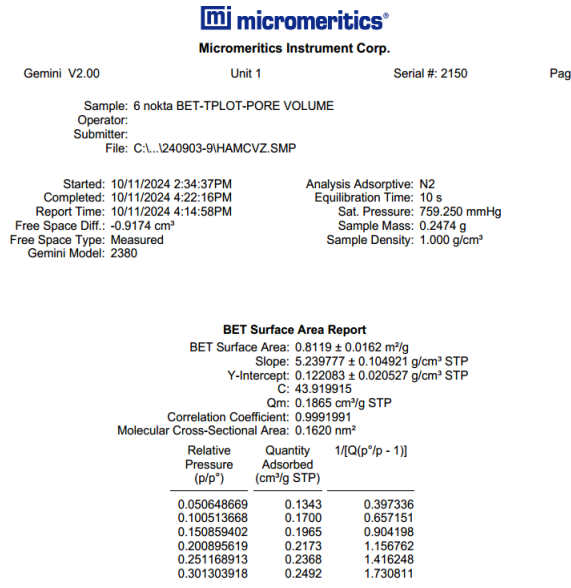 mi micromeritics®
Micromeritics Instrument Corp.
Gemini V2.00 Unit 1 Serial #: 2150 Pag
Sample: 6 nokta BET-TPLOT-PORE VOLUME
Operator:
Submitter:
File: C:\...\240903-9\HAMCVZ.SMP
Started: 10/11/2024 2:34:37PM Analysis Adsorptive: N2
Completed: 10/11/2024 4:22:16PM Equilibration Time: 10 s
Report Time: 10/11/2024 4:14:58PM Sat. Pressure: 759.250 mmHg
Free Space Diff.: -0.9174 cm³ Sample Mass: 0.2474 g
Free Space Type: Measured Sample Density: 1.000 g/cm³
Gemini Model: 2380
BET Surface Area Report
BET Surface Area: 0.8119 ± 0.0162 m²/g
Slope: 5.239777 ± 0.104921 g/cm³ STP
Y-Intercept: 0.122083 ± 0.020527 g/cm³ STP
C: 43.919915
Qm: 0.1865 cm³/g STP
Correlation Coefficient: 0.9991991
Molecular Cross-Sectional Area: 0.1620 nm²
Relative Quantity 1/[Q(p°/p - 1)]
Pressure Adsorbed
(p/p°) (cm³/g STP)
0.050648669 0.1343 0.397336
0.100513668 0.1700 0.657151
0.150859402 0.1965 0.904198
0.200895619 0.2173 1.156762
0.251168913 0.2368 1.416248
0.301303918 0.2492 1.730811